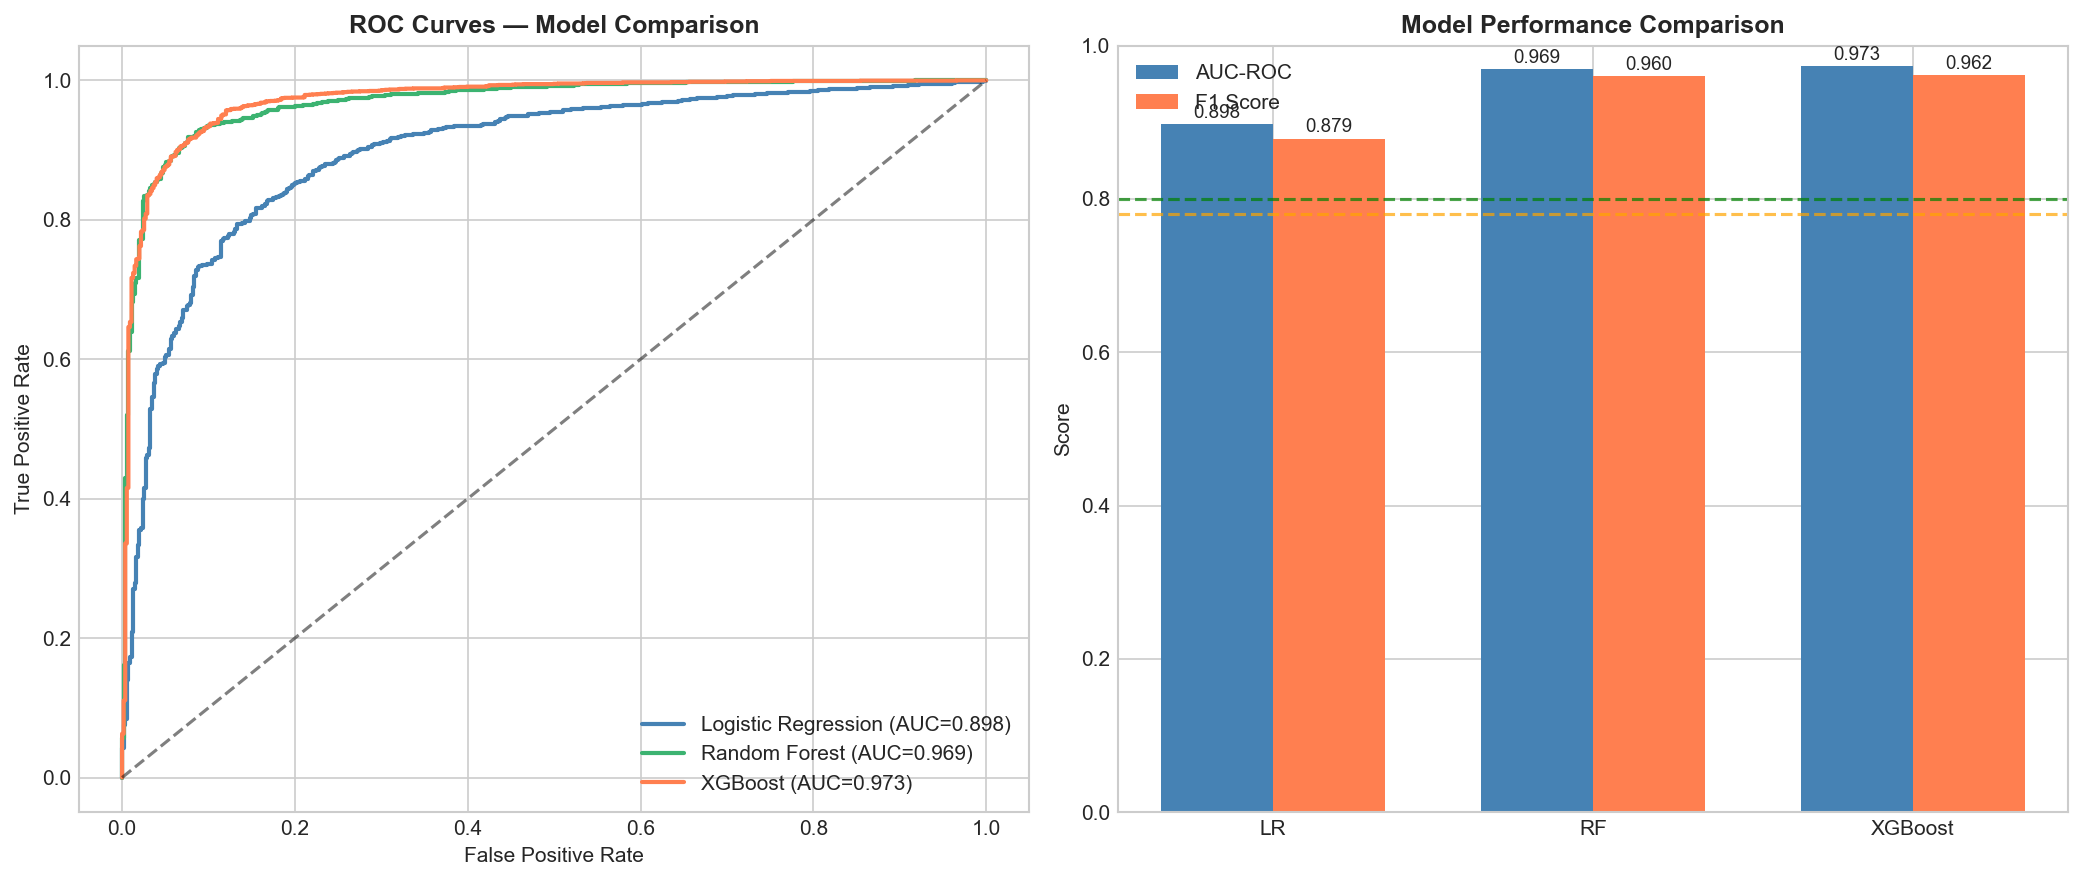 ROC Curves — Model Comparison
True Positive Rate
1.0
0.8
0.6
0.4
0.2
0.0
Logistic Regression (AUC=0.898)
Random Forest (AUC=0.969)
XGBoost (AUC=0.973)
0.0 0.2 0.4 0.6 0.8 1.0
False Positive Rate
Model Performance Comparison
Score
1.0
0.8
0.6
0.4
0.2
0.0
AUC-ROC
F1 Score
0.898
0.879
0.969
0.960
0.973
0.962
LR RF XGBoost